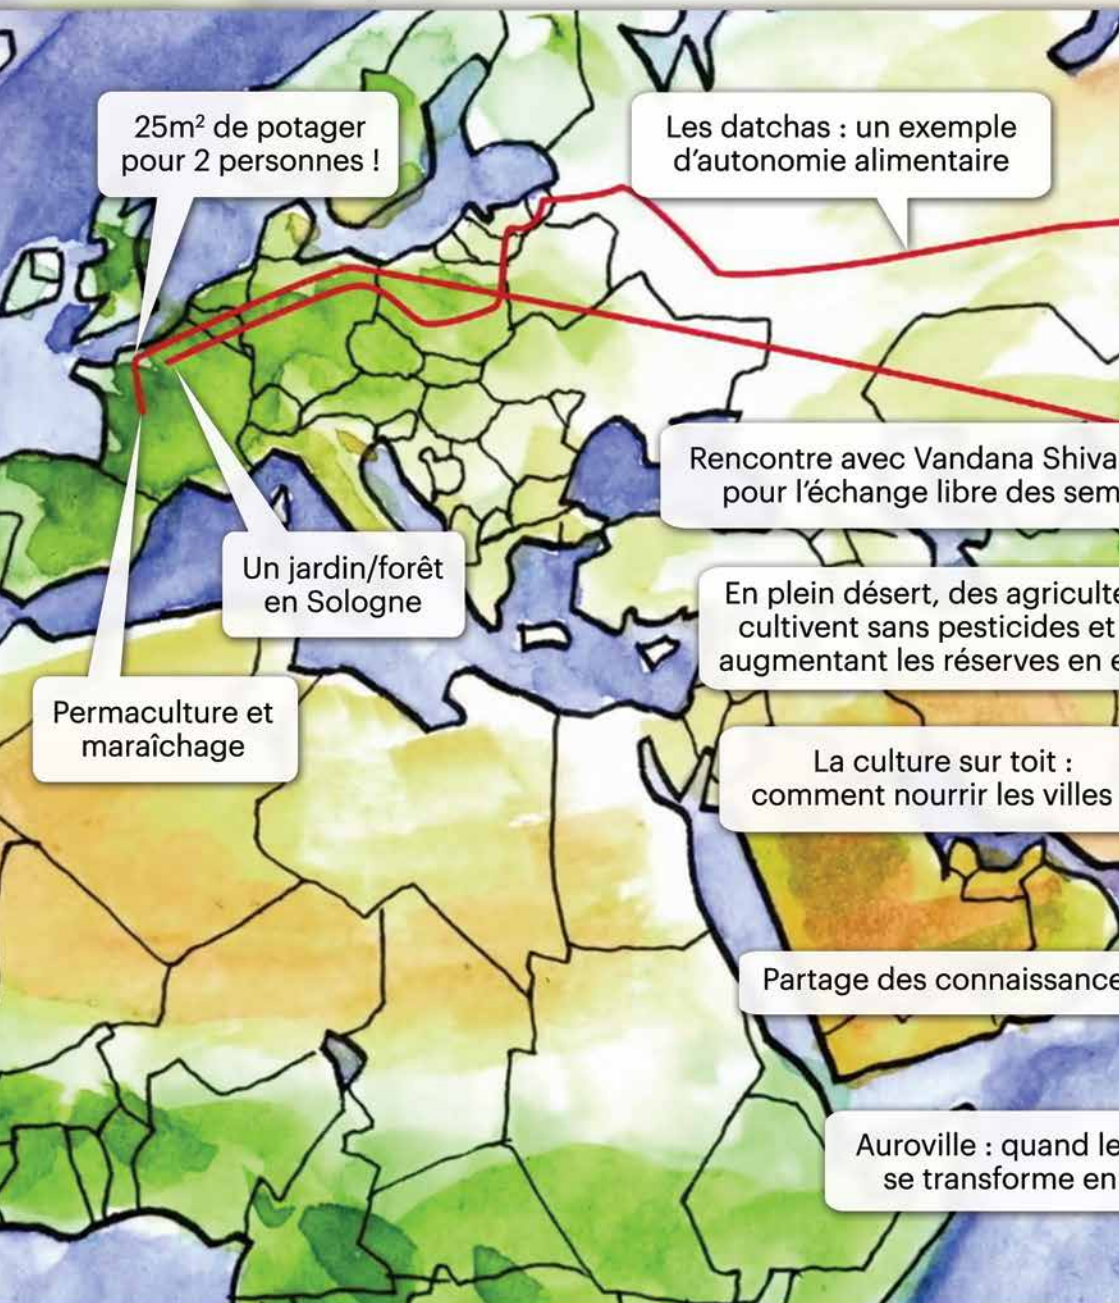 25m² de potager
pour 2 personnes !
Les datchas : un exemple
d'autonomie alimentaire
Rencontre avec Vandana Shiva
pour l'échange libre des sem
Un jardin/forêt
en Sologne
En plein désert, des agricult
cultivent sans pesticides et
augmentant les réserves en
Permaculture et
maraîchage
La culture sur toit :
comment nourrir les villes
Partage des connaissance
Auroville : quand le
se transforme en